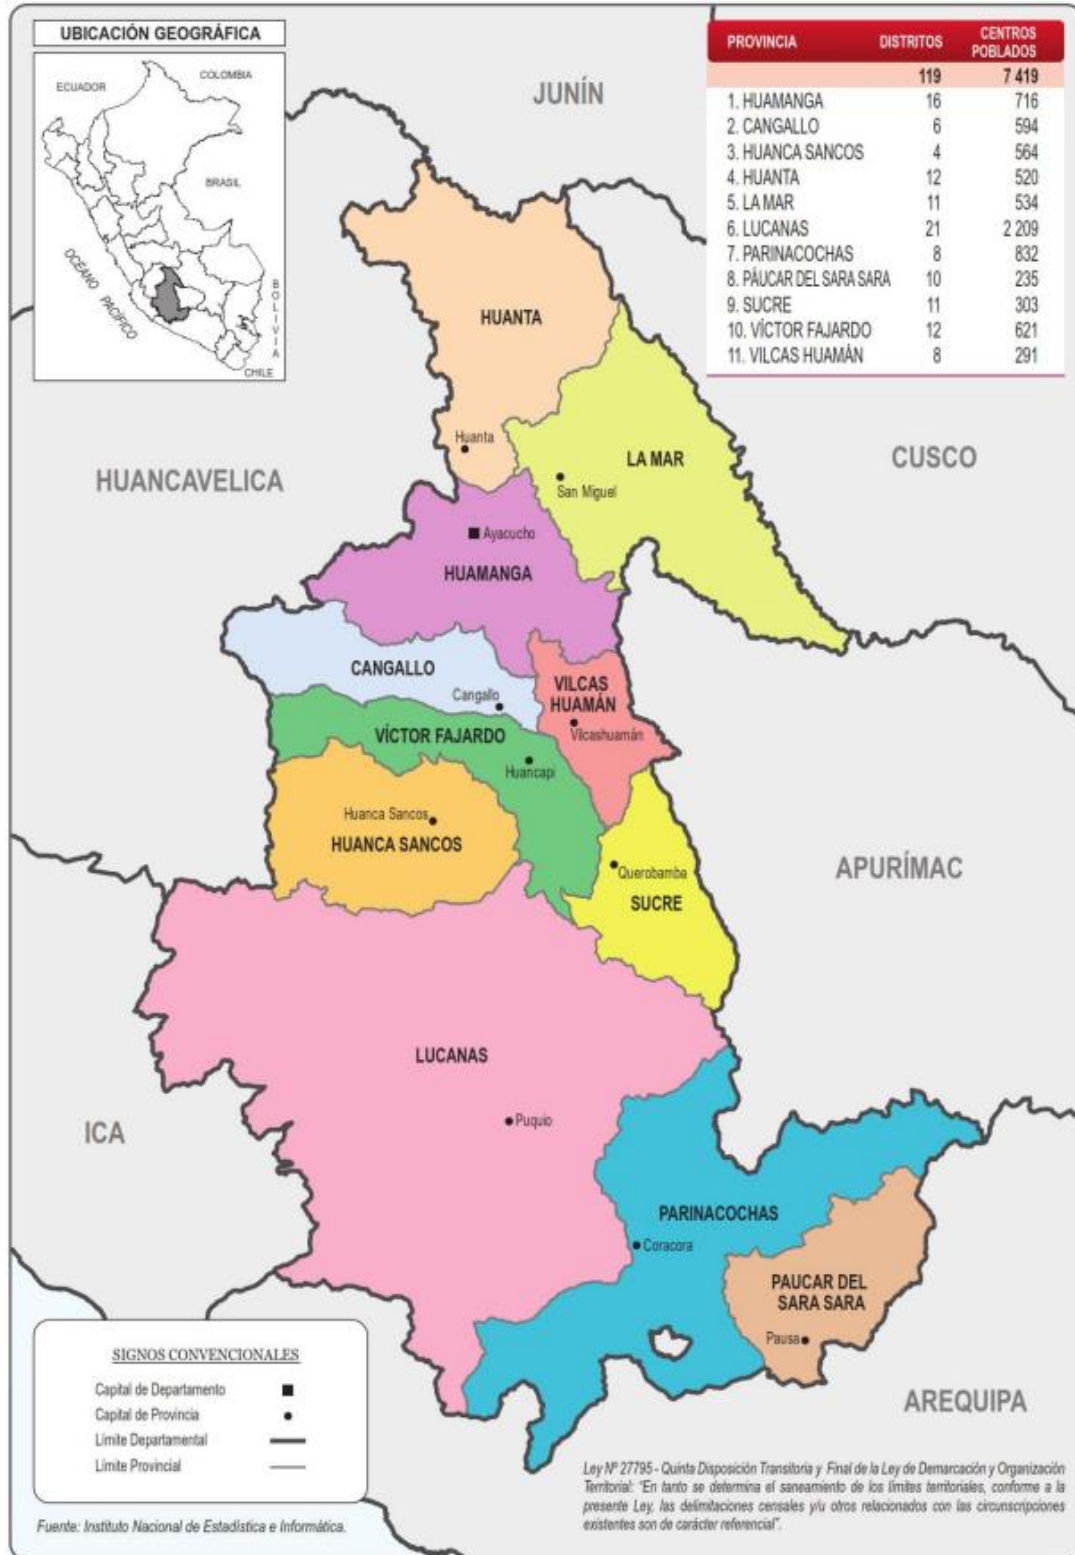 UBICACIÓN GEOGRÁFICA
ECUADOR
COLOMBIA
BRASIL
OCÉANO PACÍFICO
BOLIVIA
CHILE
PROVINCIA DISTRITOS CENTROS POBLADOS
119 7 419
1. HUAMANGA 16 716
2. CANGALLO 6 594
3. HUANCA SANCOS 4 564
4. HUANTA 12 520
5. LA MAR 11 534
6. LUCANAS 21 2 209
7. PARINACOCHAS 8 832
8. PÁUCAR DEL SARA SARA 10 235
9. SUCRE 11 303
10. VÍCTOR FAJARDO 12 621
11. VILCAS HUAMÁN 8 291
JUNÍN
HUANTA
Huanta
LA MAR
San Miguel
CUSCO
HUANCAVELICA
Ayacucho
HUAMANGA
CANGALLO
Cangallo
VILCAS
HUAMÁN
Vilcashuamán
VÍCTOR FAJARDO
Huancapi
Huanca Sancos
HUANCA SANCOS
Querobamba
SUCRE
APURÍMAC
LUCANAS
Puquio
ICA
PARINACOCHAS
Coracora
PAUCAR DEL
SARA SARA
Pausa
AREQUIPA
SIGNOS CONVENCIONALES
Capital de Departamento
Capital de Provincia
Límite Departamental
Límite Provincial
Fuente: Instituto Nacional de Estadística e Informática.
Ley Nº 27795 - Quinta Disposición Transitoria y Final de la Ley de Demarcación y Organización
Territorial: "En tanto se determina el saneamiento de los límites territoriales, conforme a la
presente Ley, las delimitaciones censales y/u otros relacionados con las circunscripciones
existentes son de carácter referencial".